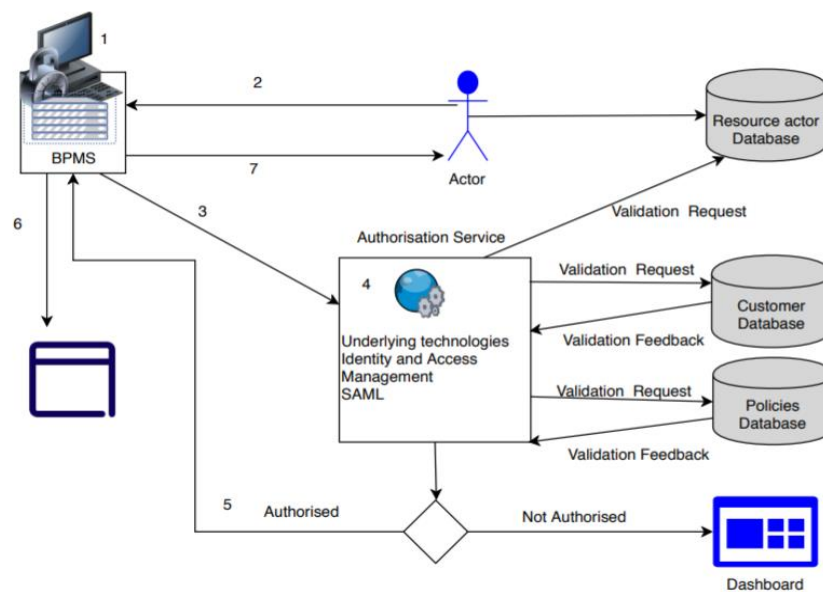 1
2
BPMS
7
Actor
Resource actor
Database
6
3
Validation Request
Authorisation Service
4
Underlying technologies
Identity and Access
Management
SAML
Validation Request
Customer
Database
Validation Feedback
Validation Request
Policies
Database
Validation Feedback
5
Authorised
Not Authorised
Dashboard